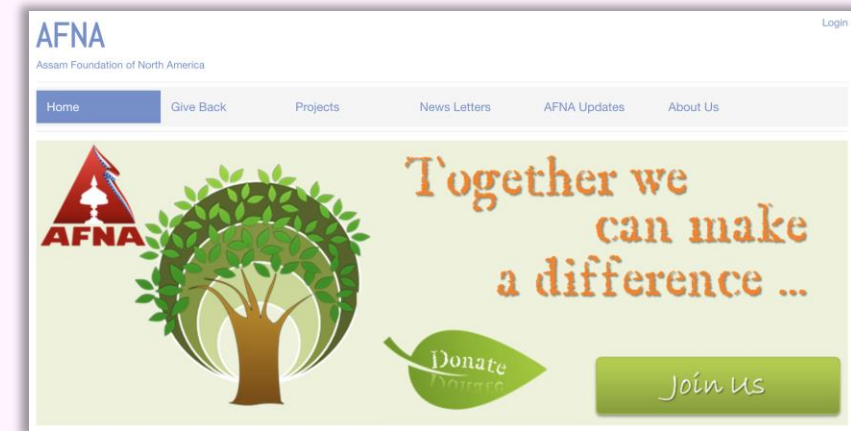 AFNA
Login
Assam Foundation of North America
Home Give Back Projects News Letters AFNA Updates About Us
AFNA
Together we
can make
a difference ...
Donate
Join Us